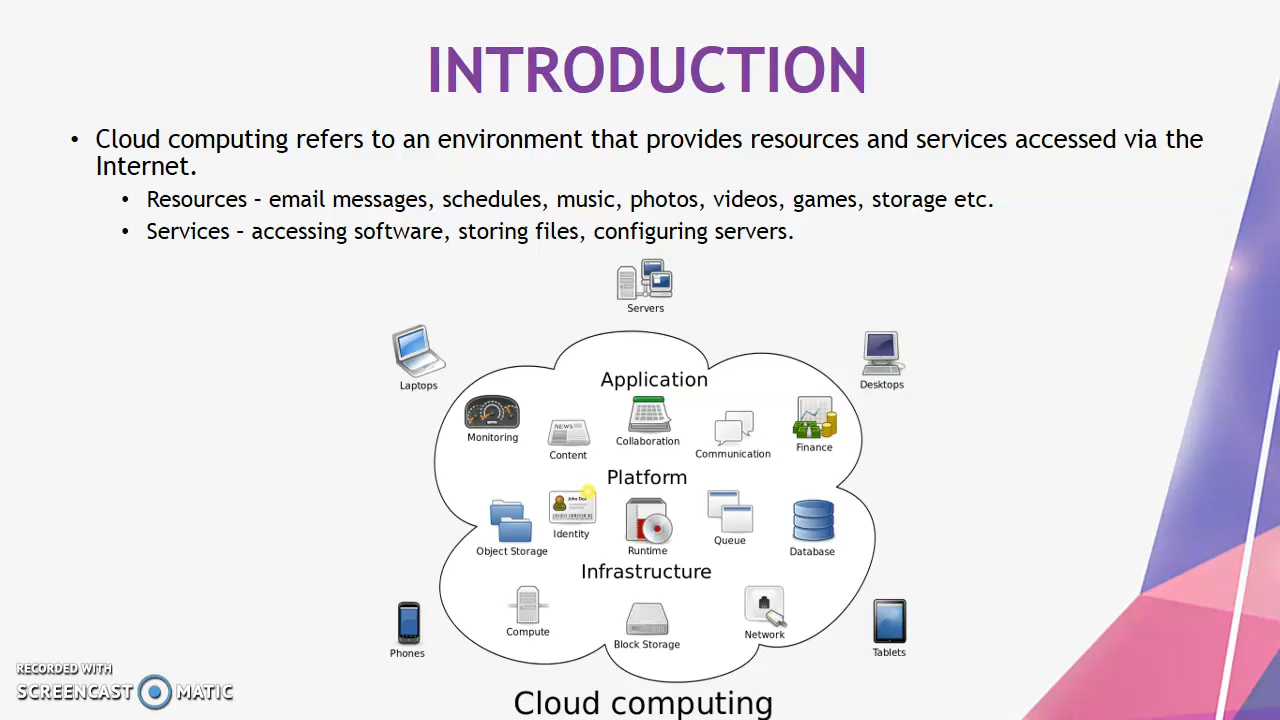 INTRODUCTION
• Cloud computing refers to an environment that provides resources and services accessed via the
Internet.
• Resources – email messages, schedules, music, photos, videos, games, storage etc.
• Services – accessing software, storing files, configuring servers.
Servers
Laptops
Desktops
Application
Monitoring
NEWS
Content
Collaboration
Communication
Finance
Platform
John Doe
Object Storage
Identity
Runtime
Queue
Database
Infrastructure
Compute
Block Storage
Network
Phones
Tablets
Cloud computing
RECORDED WITH
SCREENCAST MATIC